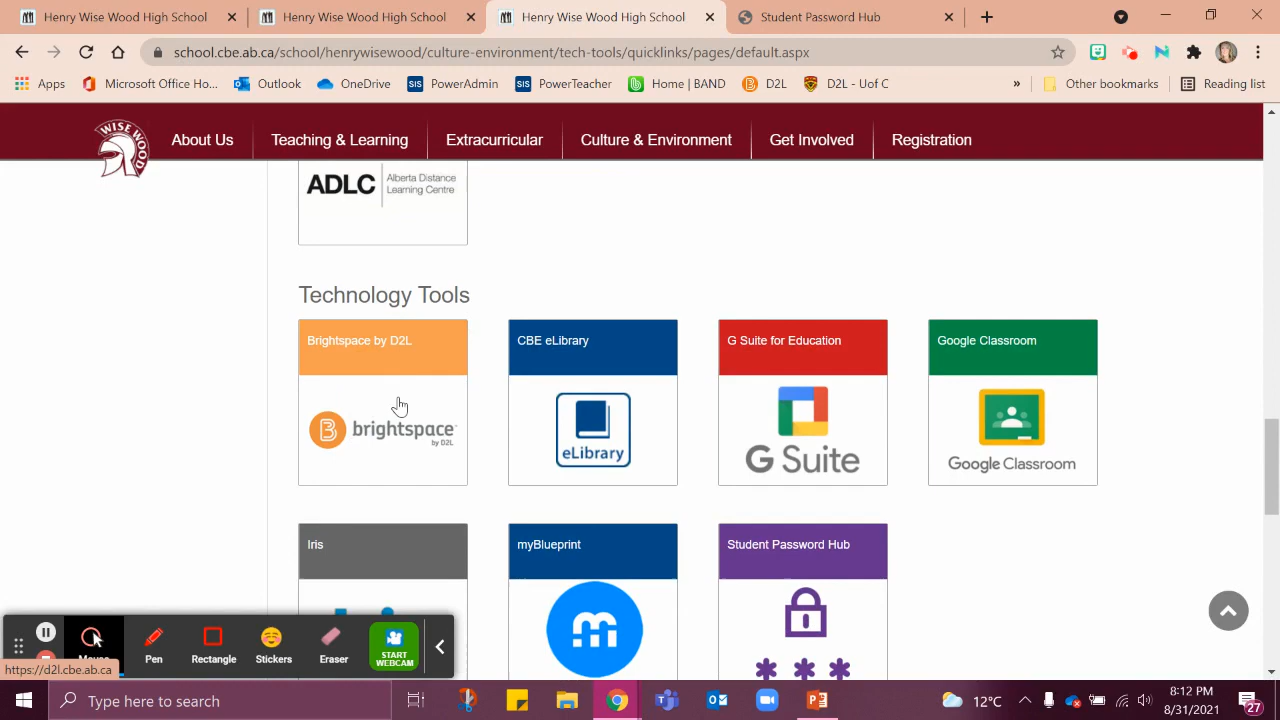 Henry Wise Wood High School
Henry Wise Wood High School
Henry Wise Wood High School
Student Password Hub
school.cbe.ab.ca/school/henrywisewood/culture-environment/tech-tools/quicklinks/pages/default.aspx
Apps
Microsoft Office Ho...
Outlook
OneDrive
SIS PowerAdmin
SIS PowerTeacher
Home | BAND
D2L
D2L - Uof C
»
Other bookmarks
Reading list
WISE WOOD
About Us
Teaching & Learning
Extracurricular
Culture & Environment
Get Involved
Registration
ADLC
Alberta Distance
Learning Centre
Technology Tools
Brightspace by D2L
CBE eLibrary
G Suite for Education
Google Classroom
B brightspace
by D2L
eLibrary
G Suite
Google Classroom
Iris
myBlueprint
Student Password Hub
m
***
Pen
Rectangle
Stickers
Eraser
START
WEBCAM
https://d2l.cbe.ab.ca
Type here to search
12°C
8:12 PM
8/31/2021
27